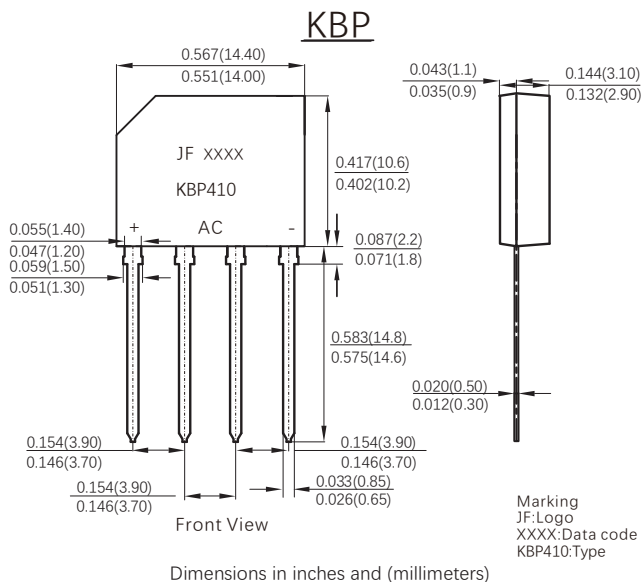 KBP
0.567(14.40)
0.551(14.00)
0.043(1.1)
0.035(0.9)
0.144(3.10)
0.132(2.90)
JF XXXX
KBP410
+ AC -
0.417(10.6)
0.402(10.2)
0.055(1.40)
0.047(1.20)
0.059(1.50)
0.051(1.30)
0.087(2.2)
0.071(1.8)
0.583(14.8)
0.575(14.6)
0.020(0.50)
0.012(0.30)
0.154(3.90)
0.146(3.70)
0.154(3.90)
0.146(3.70)
0.154(3.90)
0.146(3.70)
0.033(0.85)
0.026(0.65)
Front View
Marking
JF:Logo
XXXX:Data code
KBP410:Type
Dimensions in inches and (millimeters)